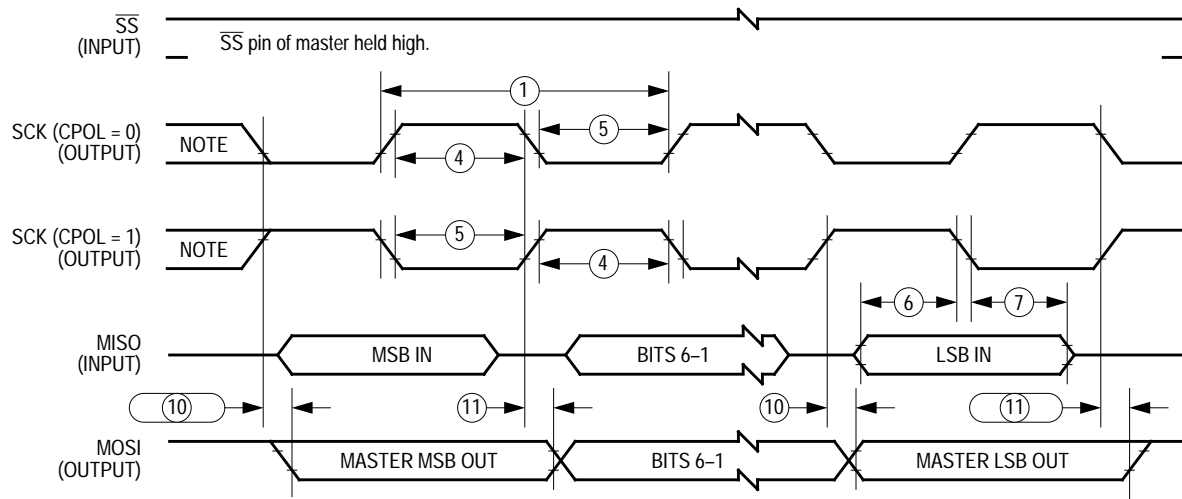 SS
(INPUT)
SS pin of master held high.
1
SCK (CPOL = 0)
(OUTPUT)
NOTE
5
4
SCK (CPOL = 1)
(OUTPUT)
NOTE
5
4
6
7
MISO
(INPUT)
MSB IN
BITS 6–1
LSB IN
10
11
10
11
MOSI
(OUTPUT)
MASTER MSB OUT
BITS 6–1
MASTER LSB OUT